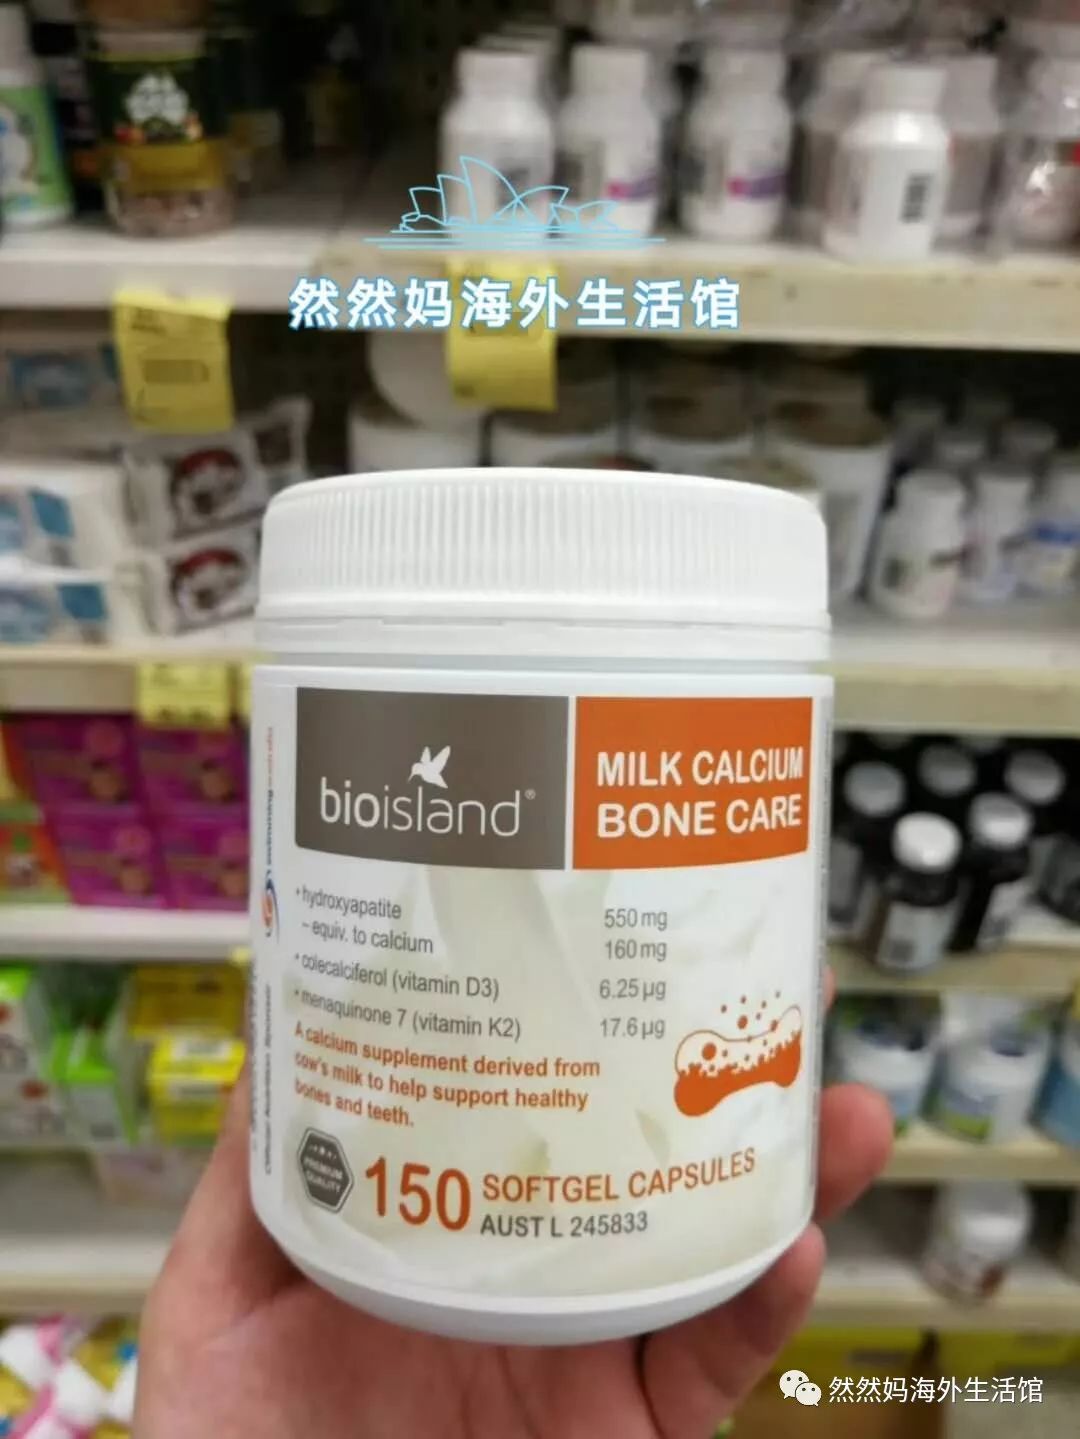 然然妈海外生活馆
bioisland®
MILK CALCIUM
BONE CARE
• hydroxyapatite 550 mg
– equiv. to calcium 160 mg
• colecalciferol (vitamin D3) 6.25 µg
• menaquinone 7 (vitamin K2) 17.6 µg
A calcium supplement derived from
cow's milk to help support healthy
bones and teeth.
PREMIUM
QUALITY
150 SOFTGEL CAPSULES
AUST L 245833
然然妈海外生活馆